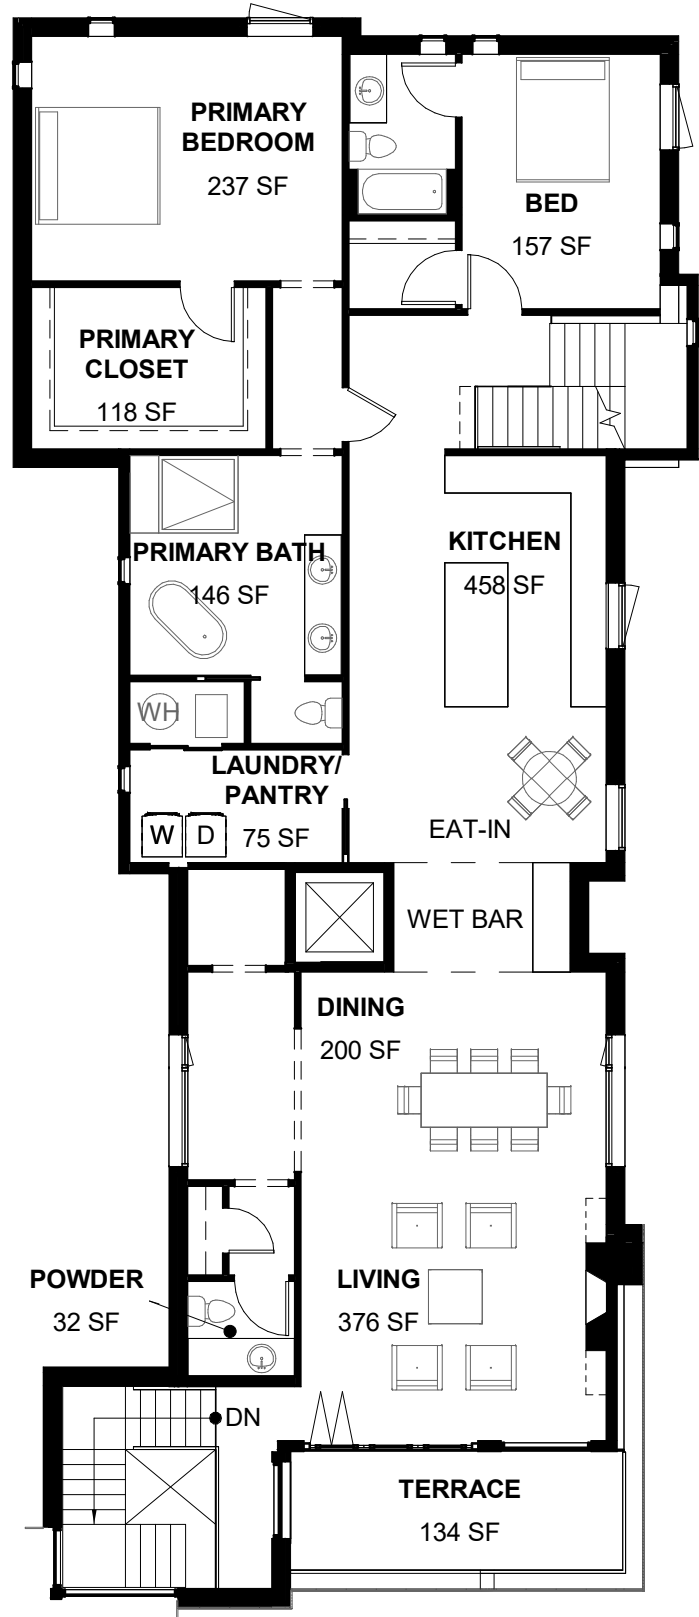 PRIMARY
BEDROOM
237 SF
BED
157 SF
PRIMARY
CLOSET
118 SF
PRIMARY BATH
146 SF
KITCHEN
458 SF
WH
LAUNDRY/
PANTRY
W D 75 SF
EAT-IN
WET BAR
DINING
200 SF
POWDER
32 SF
LIVING
376 SF
DN
TERRACE
134 SF